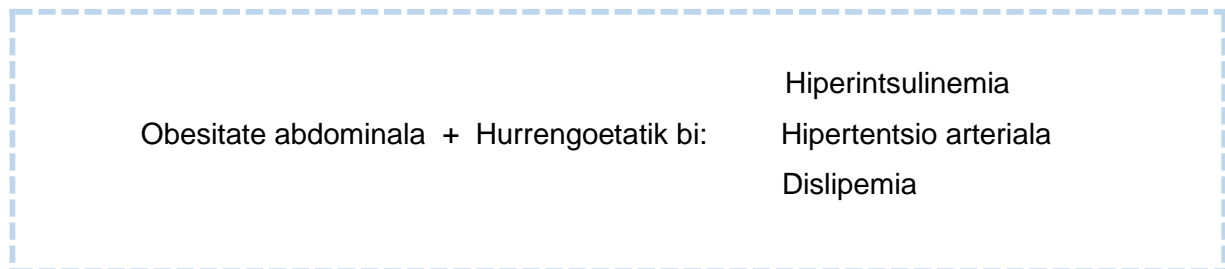 Hiperintsulinemia
Obesitate abdominala + Hurrengoetatik bi: Hipertentsio arteriala
Dislipemia